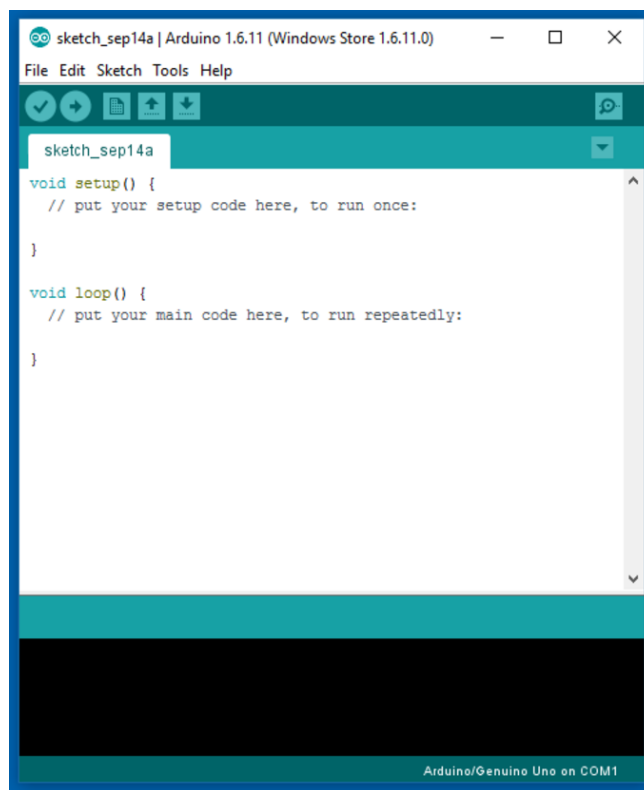 sketch_sep14a | Arduino 1.6.11 (Windows Store 1.6.11.0)
File Edit Sketch Tools Help
sketch_sep14a
void setup() {
  // put your setup code here, to run once:
}
void loop() {
  // put your main code here, to run repeatedly:
}
Arduino/Genuino Uno on COM1